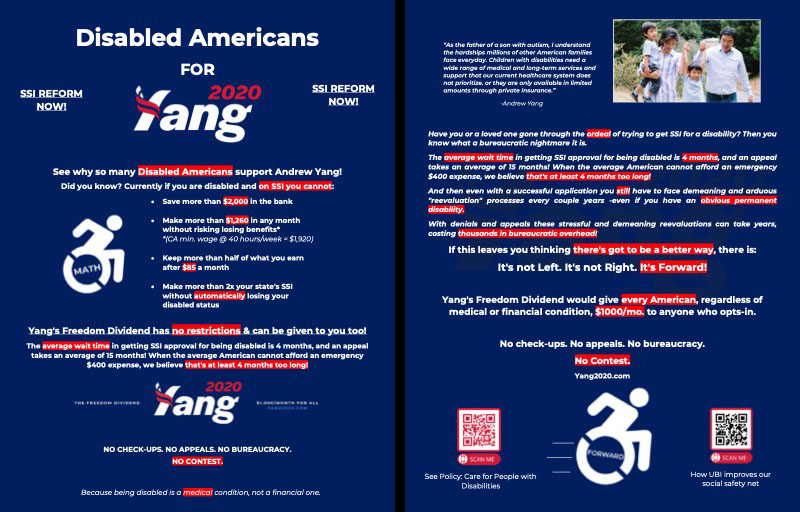 Disabled Americans
FOR
SSI REFORM
NOW!
2020
Yang
SSI REFORM
NOW!
See why so many Disabled Americans support Andrew Yang!
Did you know? Currently if you are disabled and on SSI you cannot:
• Save more than $2,000 in the bank
• Make more than $1,260 in any month
without risking losing benefits*
*(CA min. wage @ 40 hours/week = $1,920)
• Keep more than half of what you earn
after $85 a month
• Make more than 2x your state's SSI
without automatically losing your
disabled status
MATH
Yang's Freedom Dividend has no restrictions & can be given to you too!
The average wait time in getting SSI approval for being disabled is 4 months, and an appeal
takes an average of 15 months! When the average American cannot afford an emergency
$400 expense, we believe that's at least 4 months too long!
THE FREEDOM DIVIDEND
2020
Yang
$1,000/MONTH FOR ALL
YANG2020.COM
NO CHECK-UPS. NO APPEALS. NO BUREAUCRACY.
NO CONTEST.
Because being disabled is a medical condition, not a financial one.
"As the father of a son with autism, I understand
the hardships millions of other American families
face everyday. Children with disabilities need a
wide range of medical and long-term services and
support that our current healthcare system does
not prioritize, or they are only available in limited
amounts through private insurance."
-Andrew Yang
Have you or a loved one gone through the ordeal of trying to get SSI for a disability? Then you
know what a bureaucratic nightmare it is.
The average wait time in getting SSI approval for being disabled is 4 months, and an appeal
takes an average of 15 months! When the average American cannot afford an emergency
$400 expense, we believe that's at least 4 months too long!
And then even with a successful application you still have to face demeaning and arduous
"reevaluation" processes every couple years -even if you have an obvious permanent
disability.
With denials and appeals these stressful and demeaning reevaluations can take years,
costing thousands in bureaucratic overhead!
If this leaves you thinking there's got to be a better way, there is:
It's not Left. It's not Right. It's Forward!
Yang's Freedom Dividend would give every American, regardless of
medical or financial condition, $1000/mo. to anyone who opts-in.
No check-ups. No appeals. No bureaucracy.
No Contest.
Yang2020.com
SCAN ME
See Policy: Care for People with
Disabilities
FORWARD
SCAN ME
How UBI improves our
social safety net